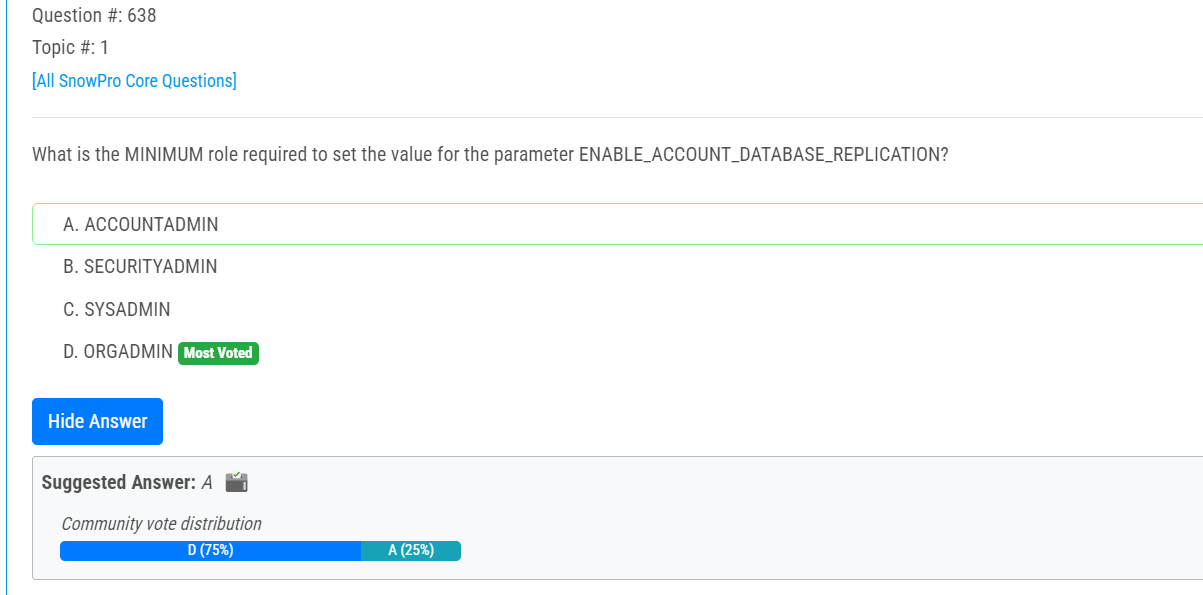 Question #: 638
Topic #: 1
[All SnowPro Core Questions]
What is the MINIMUM role required to set the value for the parameter ENABLE_ACCOUNT_DATABASE_REPLICATION?
A. ACCOUNTADMIN
B. SECURITYADMIN
C. SYSADMIN
D. ORGADMIN Most Voted
Hide Answer
Suggested Answer: A
Community vote distribution
D (75%) A (25%)